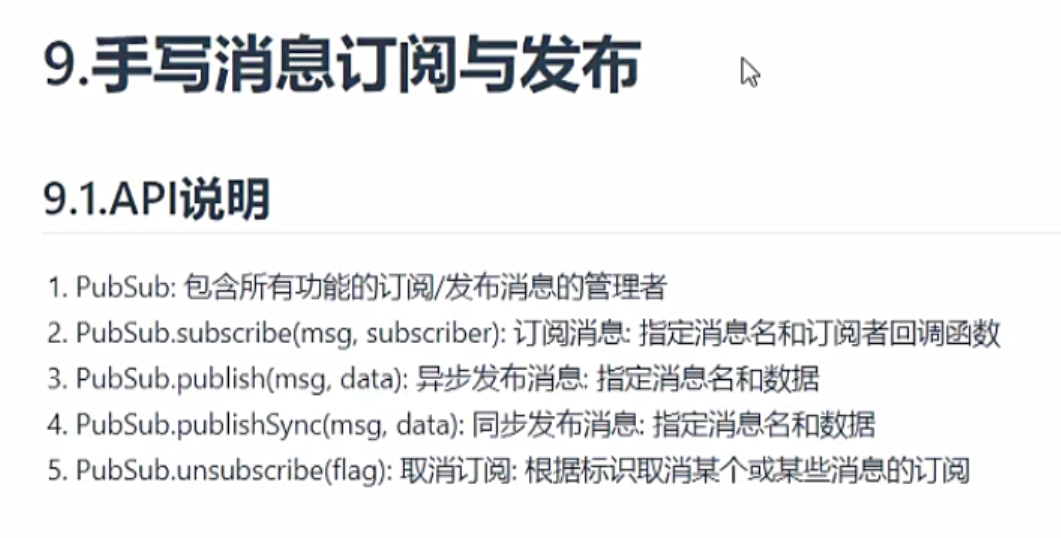 9.手写消息订阅与发布
9.1.API说明
1. PubSub: 包含所有功能的订阅/发布消息的管理者
2. PubSub.subscribe(msg, subscriber): 订阅消息: 指定消息名和订阅者回调函数
3. PubSub.publish(msg, data): 异步发布消息: 指定消息名和数据
4. PubSub.publishSync(msg, data): 同步发布消息: 指定消息名和数据
5. PubSub.unsubscribe(flag): 取消订阅: 根据标识取消某个或某些消息的订阅